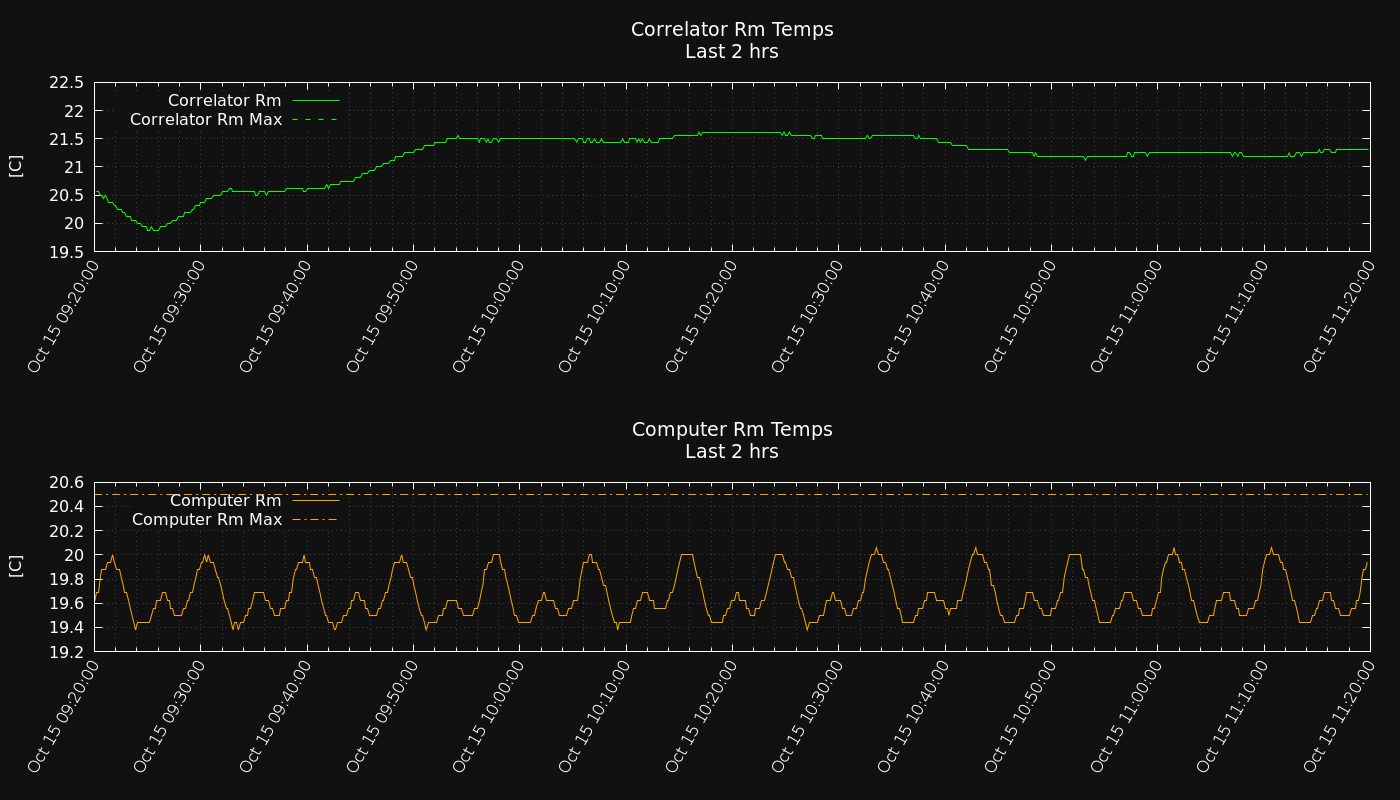 Correlator Rm Temps
Last 2 hrs
22.5
22
21.5
21
20.5
20
19.5
[C]
Correlator Rm
Correlator Rm Max
Oct 15 09:20:00
Oct 15 09:30:00
Oct 15 09:40:00
Oct 15 09:50:00
Oct 15 10:00:00
Oct 15 10:10:00
Oct 15 10:20:00
Oct 15 10:30:00
Oct 15 10:40:00
Oct 15 10:50:00
Oct 15 11:00:00
Oct 15 11:10:00
Oct 15 11:20:00
Computer Rm Temps
Last 2 hrs
20.6
20.4
20.2
20
19.8
19.6
19.4
19.2
[C]
Computer Rm
Computer Rm Max
Oct 15 09:20:00
Oct 15 09:30:00
Oct 15 09:40:00
Oct 15 09:50:00
Oct 15 10:00:00
Oct 15 10:10:00
Oct 15 10:20:00
Oct 15 10:30:00
Oct 15 10:40:00
Oct 15 10:50:00
Oct 15 11:00:00
Oct 15 11:10:00
Oct 15 11:20:00